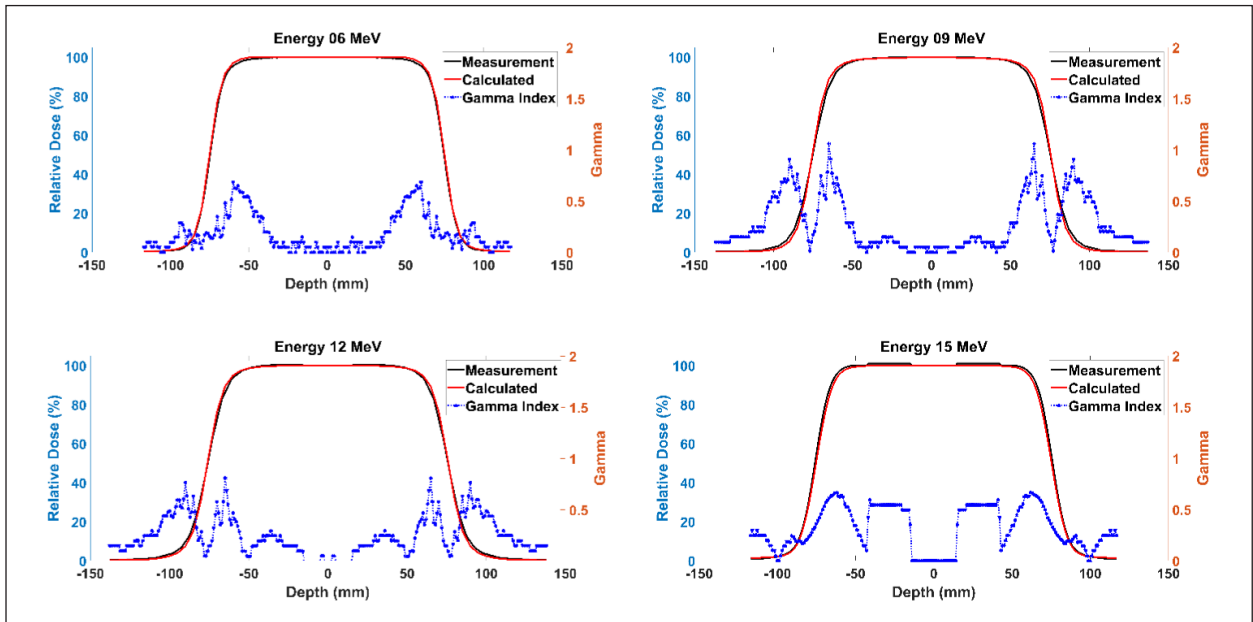 Energy 06 MeV
Measurement
Calculated
Gamma Index
Relative Dose (%)
100
80
60
40
20
0
2
1.5
1
0.5
0
Gamma
-150 -100 -50 0 50 100 150
Depth (mm)
Energy 09 MeV
Measurement
Calculated
Gamma Index
Relative Dose (%)
100
80
60
40
20
0
2
1.5
1
0.5
0
Gamma
-150 -100 -50 0 50 100 150
Depth (mm)
Energy 12 MeV
Measurement
Calculated
Gamma Index
Relative Dose (%)
100
80
60
40
20
0
2
1.5
1
0.5
0
Gamma
-150 -100 -50 0 50 100 150
Depth (mm)
Energy 15 MeV
Measurement
Calculated
Gamma Index
Relative Dose (%)
100
80
60
40
20
0
2
1.5
1
0.5
0
Gamma
-150 -100 -50 0 50 100 150
Depth (mm)